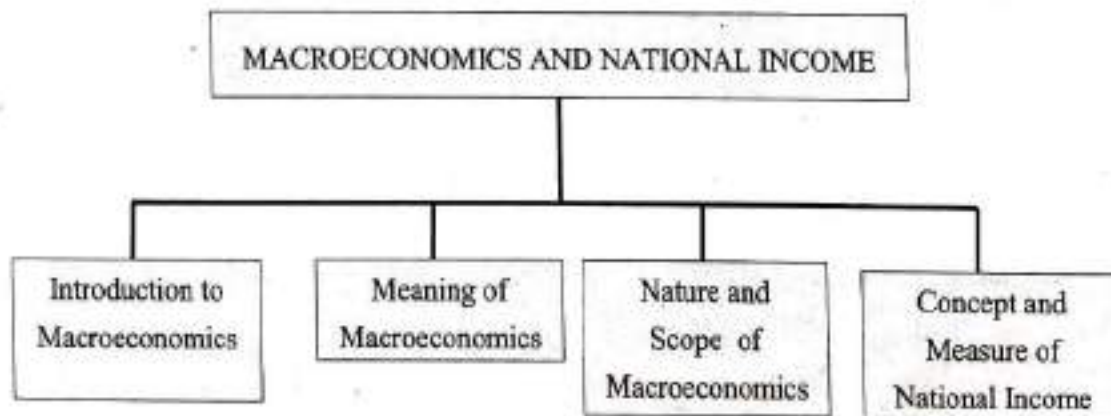 MACROECONOMICS AND NATIONAL INCOME
Introduction to
Macroeconomics
Meaning of
Macroeconomics
Nature and
Scope of
Macroeconomics
Concept and
Measure of
National Income